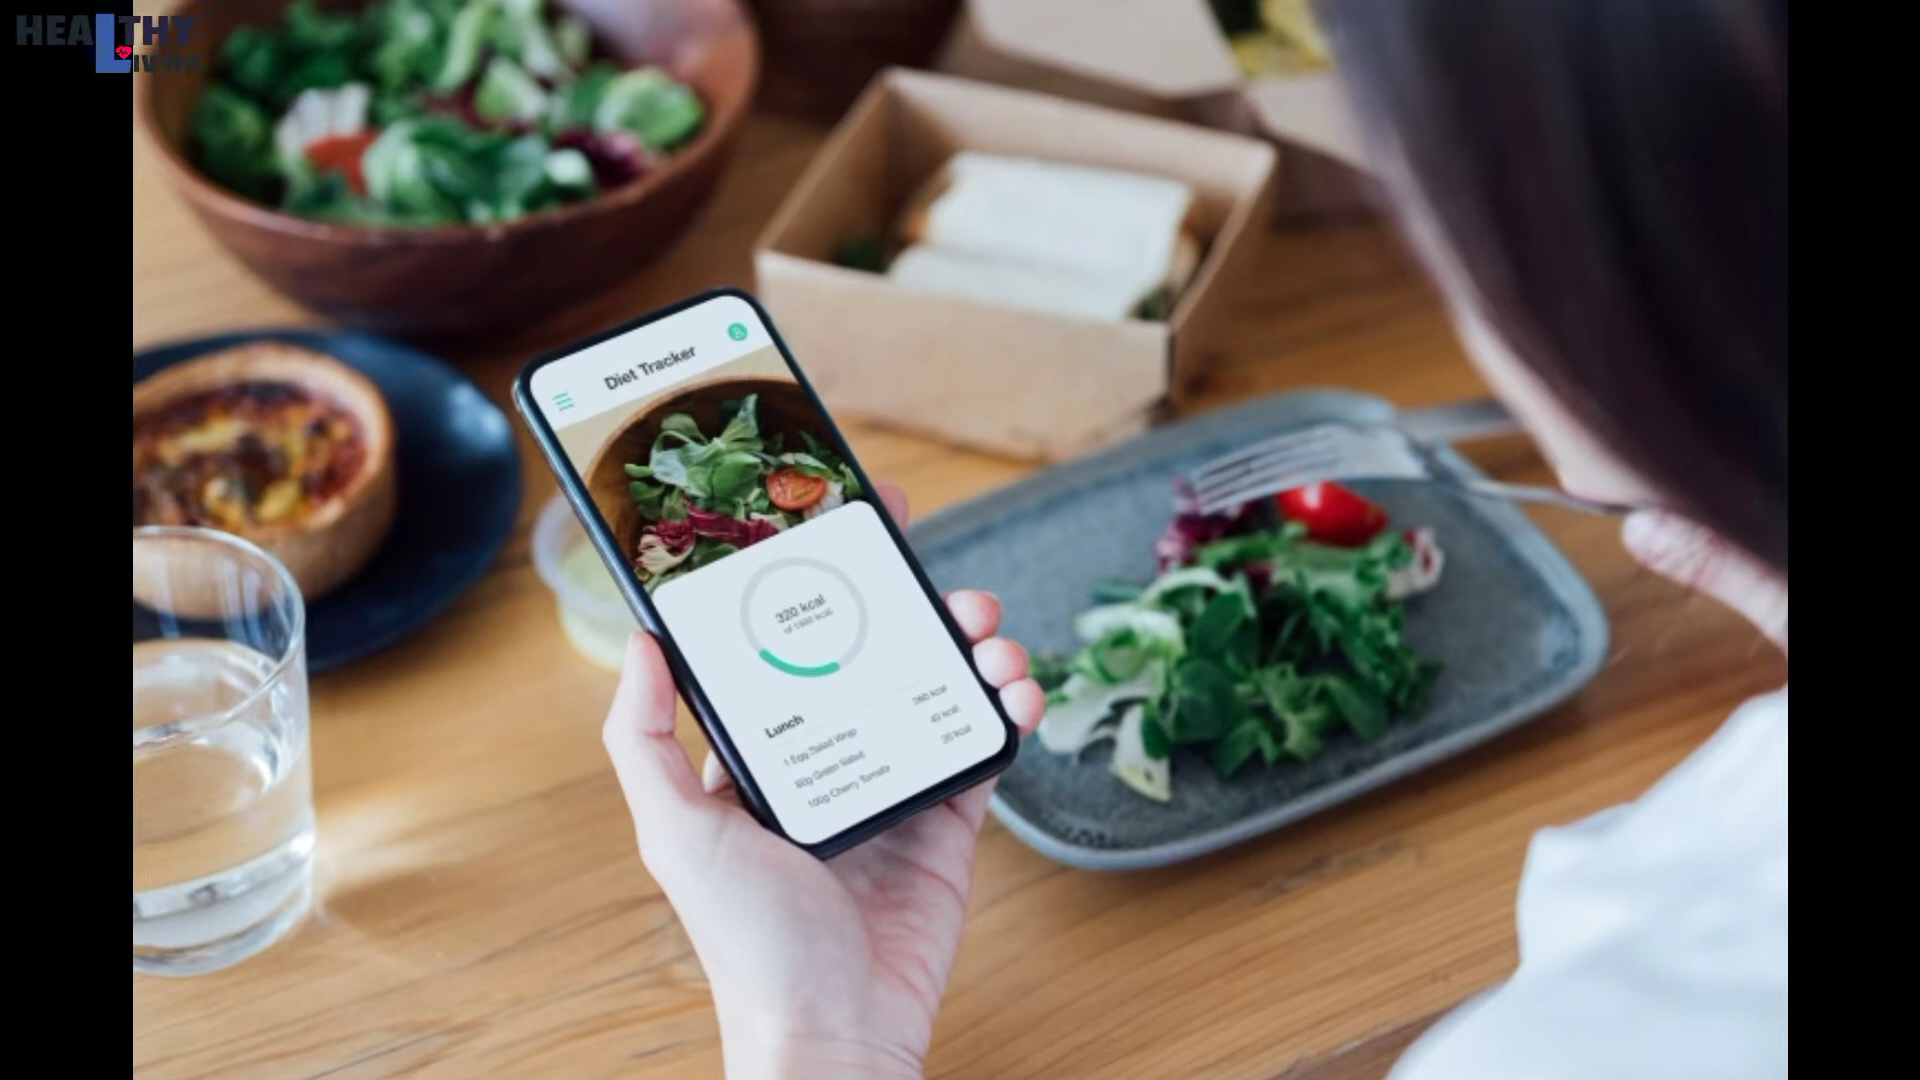 HEALTHY
LIVING
Diet Tracker
320 kcal
Lunch
260 kcal
1 Egg Salad Wrap
40 kcal
60g Green Salad
20 kcal
100g Cherry Tomato